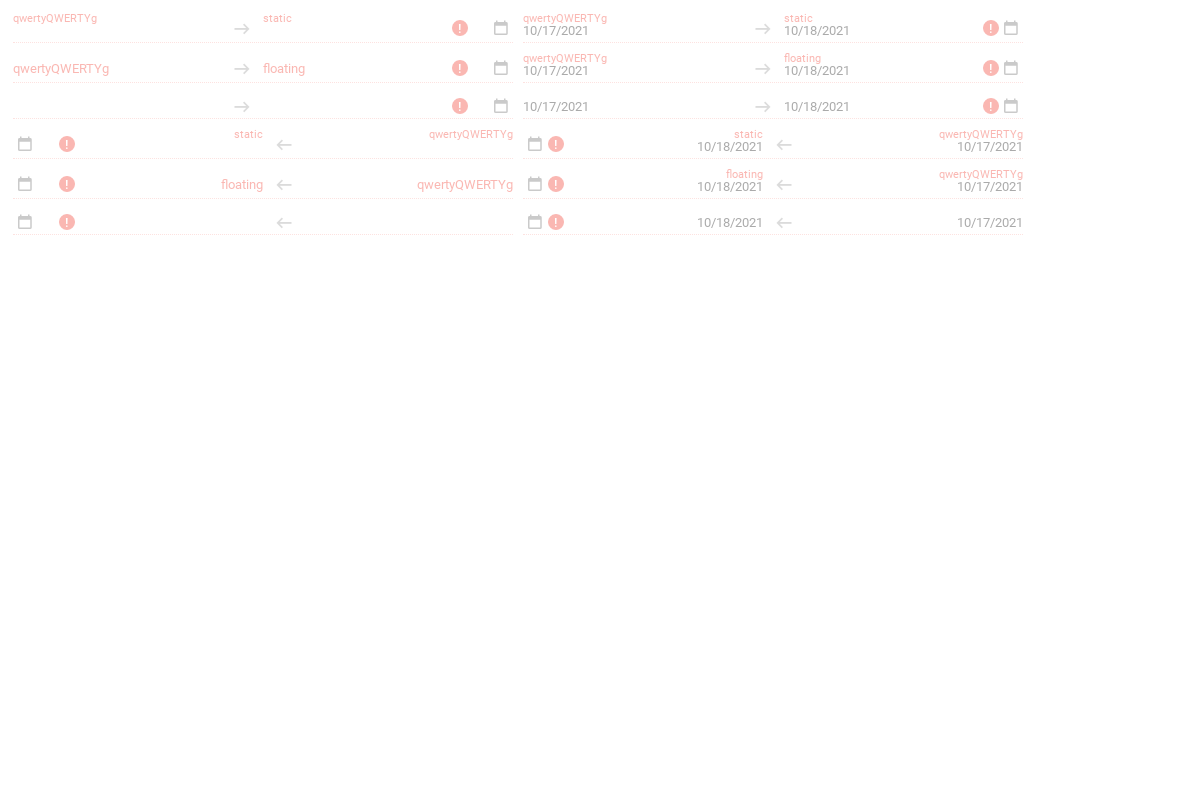 qwertyQWERTYg static qwertyQWERTYg static
10/17/2021 10/18/2021
qwertyQWERTYg floating qwertyQWERTYg floating
10/17/2021 10/18/2021
10/17/2021 10/18/2021
static qwertyQWERTYg static qwertyQWERTYg
10/18/2021 10/17/2021
floating qwertyQWERTYg floating qwertyQWERTYg
10/18/2021 10/17/2021
10/18/2021 10/17/2021